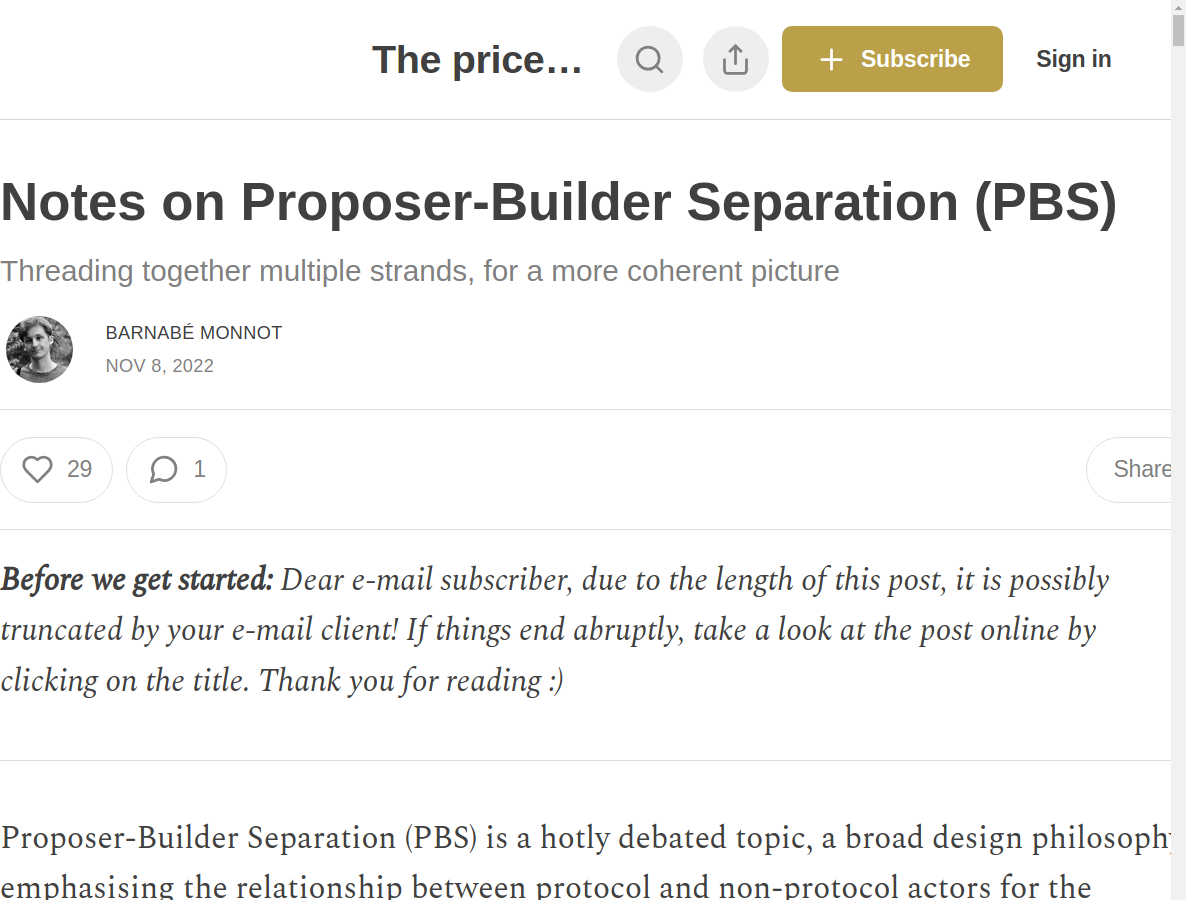 The price…
Subscribe
Sign in
Notes on Proposer-Builder Separation (PBS)
Threading together multiple strands, for a more coherent picture
BARNABÉ MONNOT
NOV 8, 2022
29
1
Share
Before we get started: Dear e-mail subscriber, due to the length of this post, it is possibly
truncated by your e-mail client! If things end abruptly, take a look at the post online by
clicking on the title. Thank you for reading :)
Proposer-Builder Separation (PBS) is a hotly debated topic, a broad design philosophy
emphasising the relationship between protocol and non-protocol actors for the